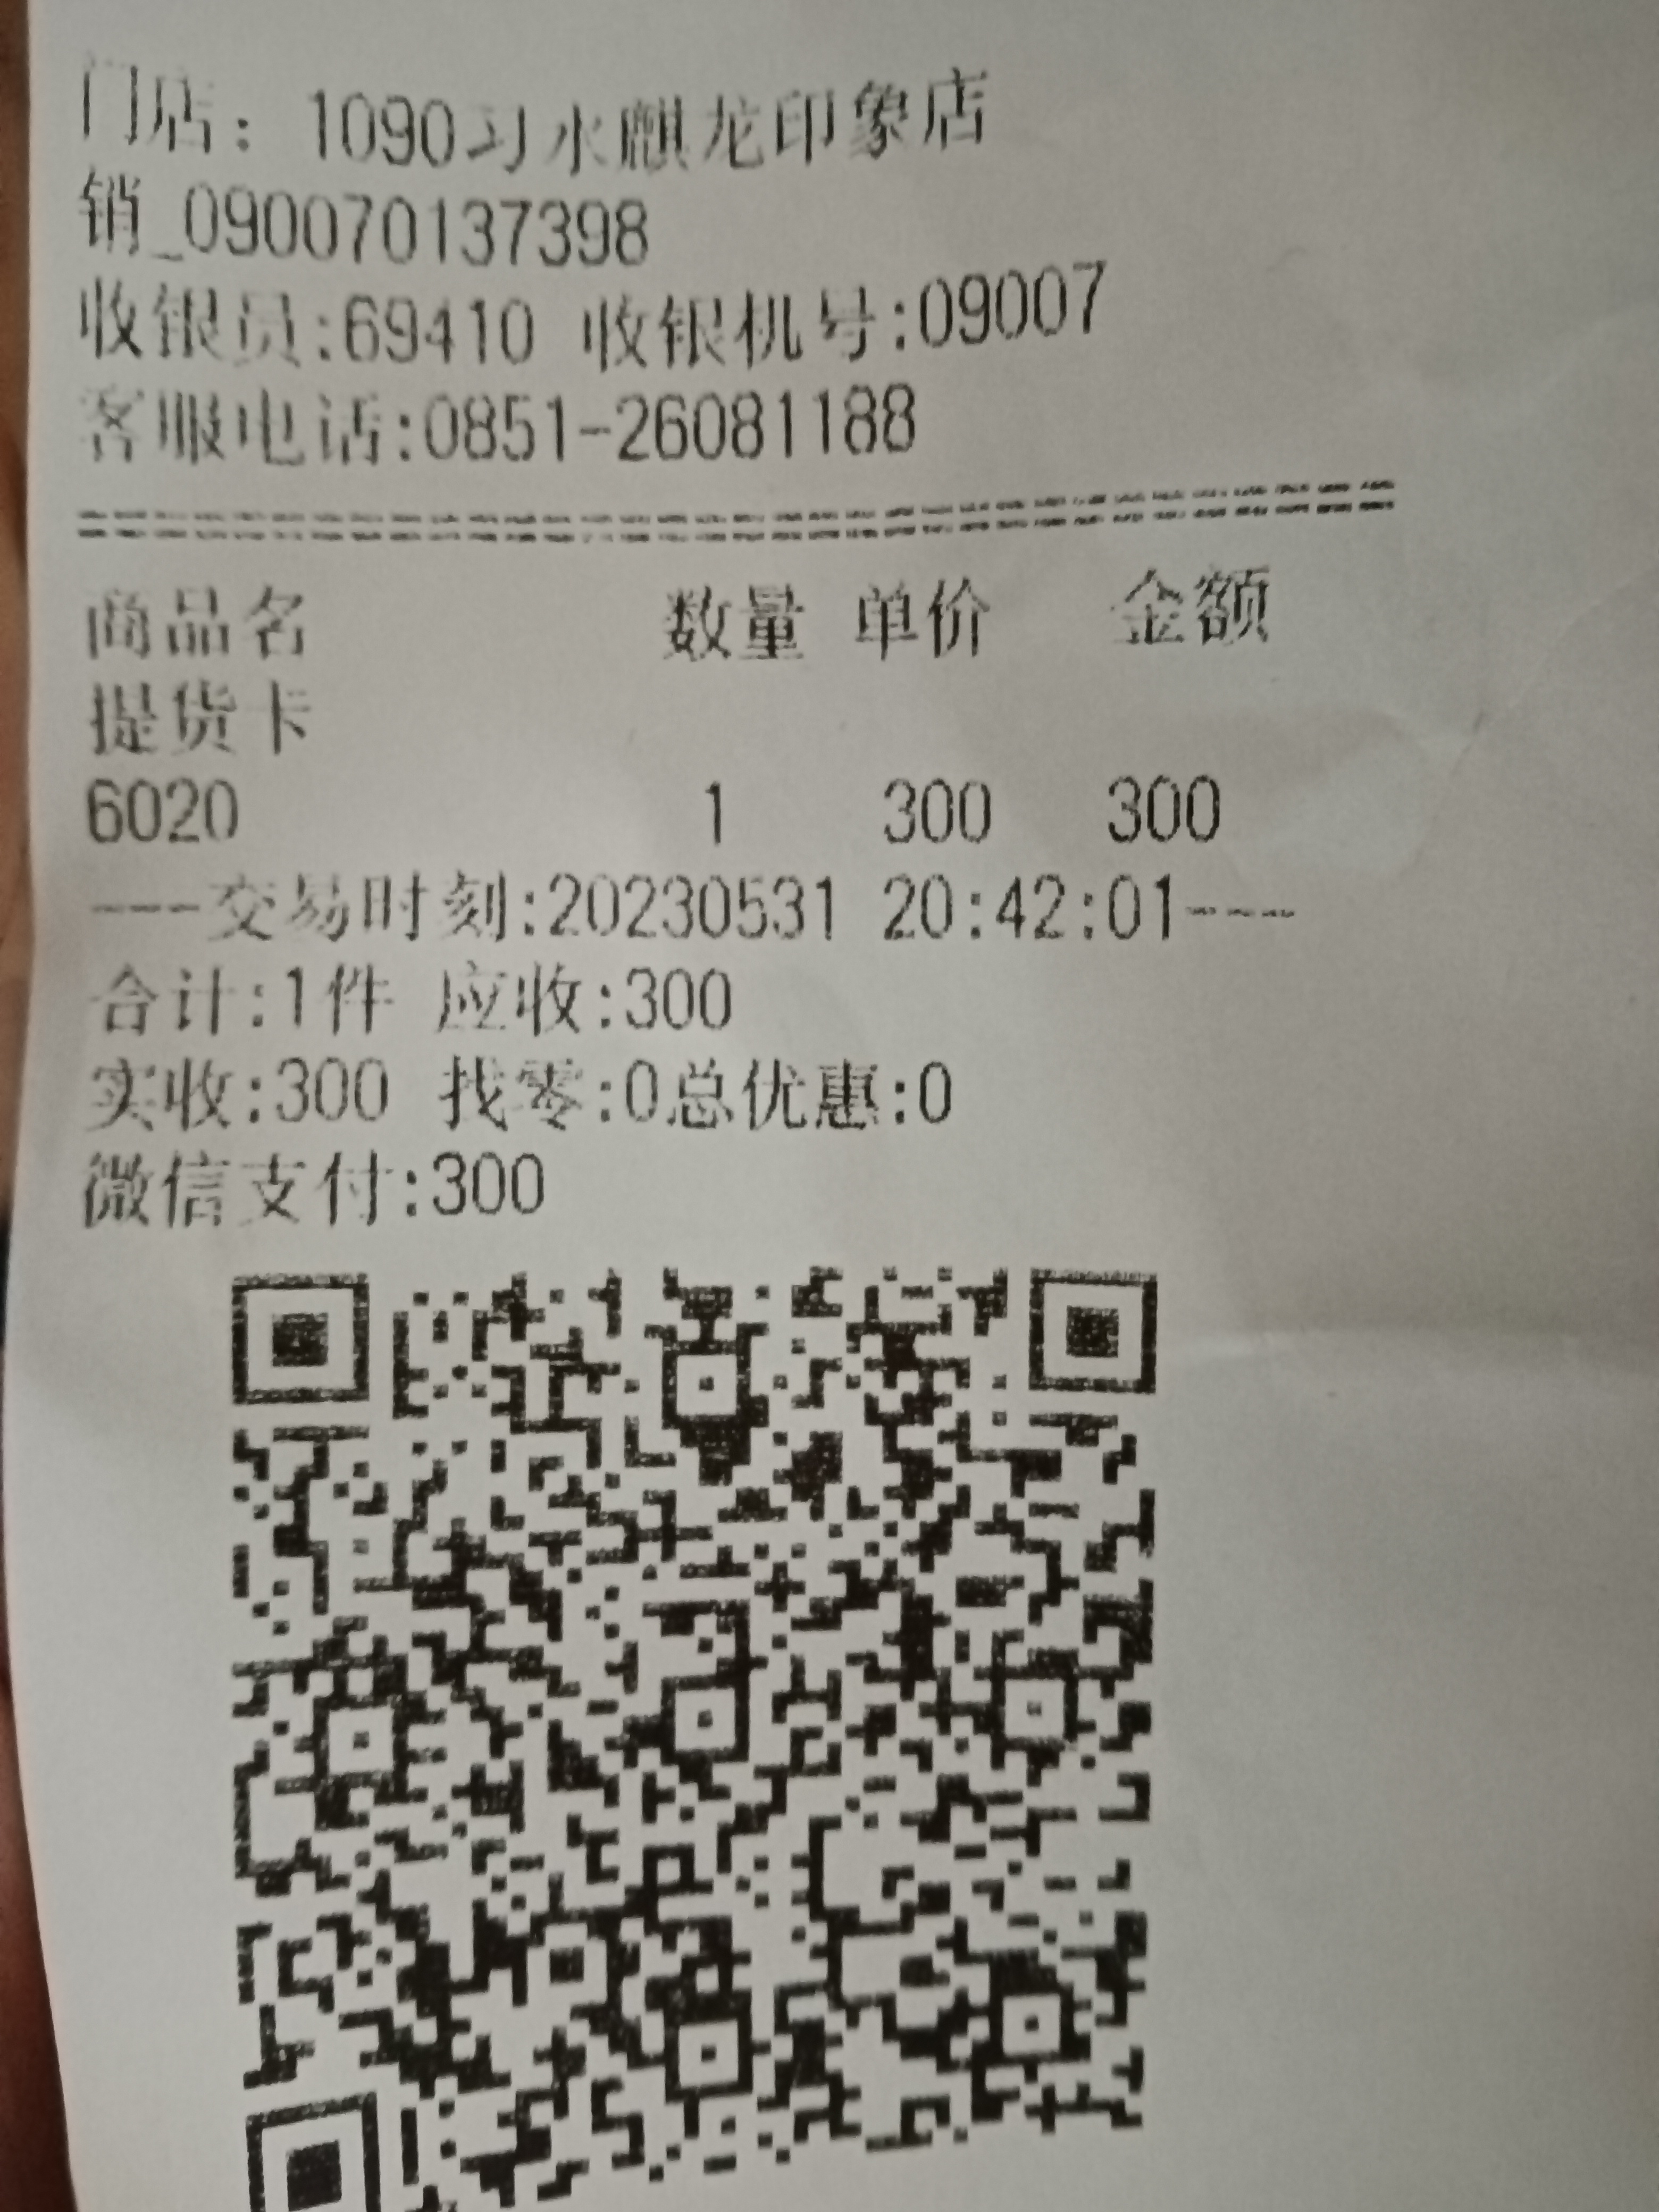 门店: 1090习水麒龙印象店
销_090070137398
收银员:69410 收银机号:09007
客服电话:0851-26081188
================================
商品名 数量 单价 金额
提货卡
6020 1 300 300
---交易时刻:20230531 20:42:01---
合计:1件 应收:300
实收:300 找零:0总优惠:0
微信支付:300